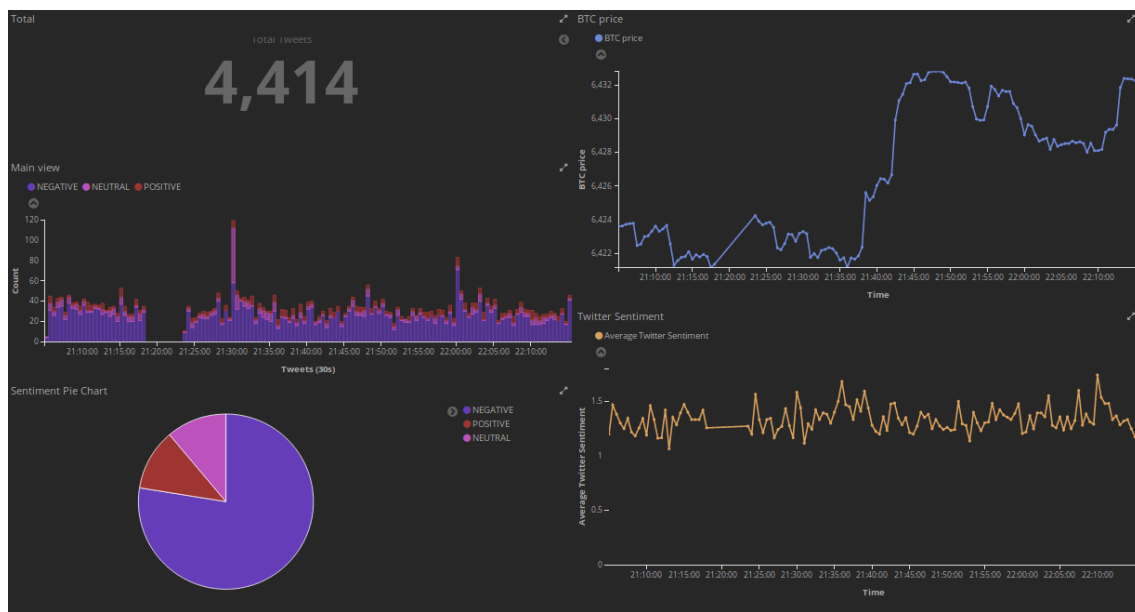 Total
Total Tweets
4,414
Main view
NEGATIVE NEUTRAL POSITIVE
120
100
80
60
40
20
0
Count
21:10:00 21:15:00 21:20:00 21:25:00 21:30:00 21:35:00 21:40:00 21:45:00 21:50:00 21:55:00 22:00:00 22:05:00 22:10:00
Tweets (30s)
Sentiment Pie Chart
NEGATIVE
POSITIVE
NEUTRAL
BTC price
BTC price
6,432
6,430
6,428
6,426
6,424
6,422
BTC price
21:10:00 21:15:00 21:20:00 21:25:00 21:30:00 21:35:00 21:40:00 21:45:00 21:50:00 21:55:00 22:00:00 22:05:00 22:10:00
Time
Twitter Sentiment
Average Twitter Sentiment
1.5
1
0.5
0
Average Twitter Sentiment
21:10:00 21:15:00 21:20:00 21:25:00 21:30:00 21:35:00 21:40:00 21:45:00 21:50:00 21:55:00 22:00:00 22:05:00 22:10:00
Time